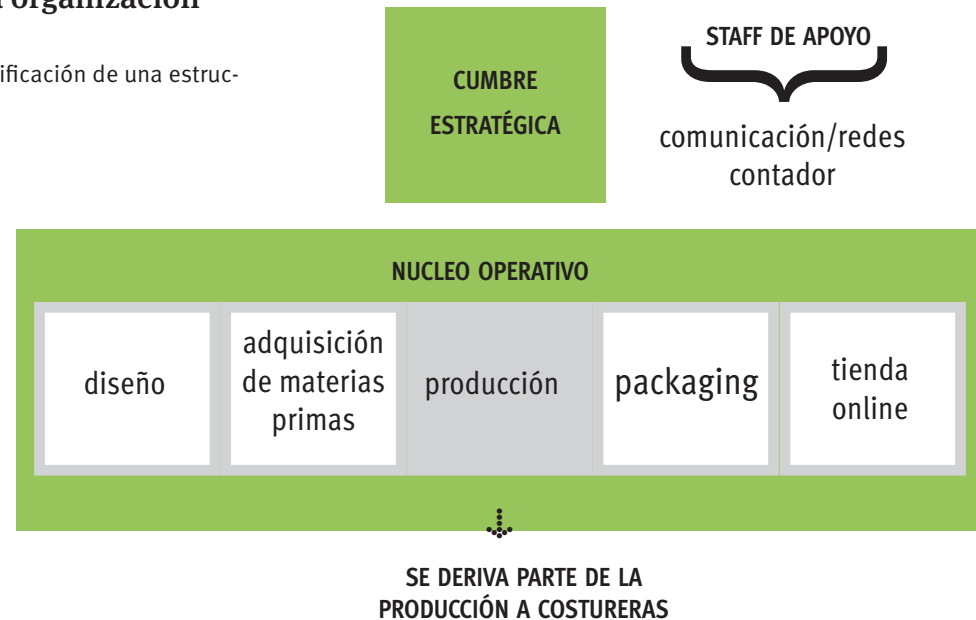 organización
ificación de una estruc-
CUMBRE
ESTRATÉGICA
STAFF DE APOYO
comunicación/redes
contador
NUCLEO OPERATIVO
diseño
adquisición
de materias
primas
producción
packaging
tienda
online
SE DERIVA PARTE DE LA
PRODUCCIÓN A COSTURERAS